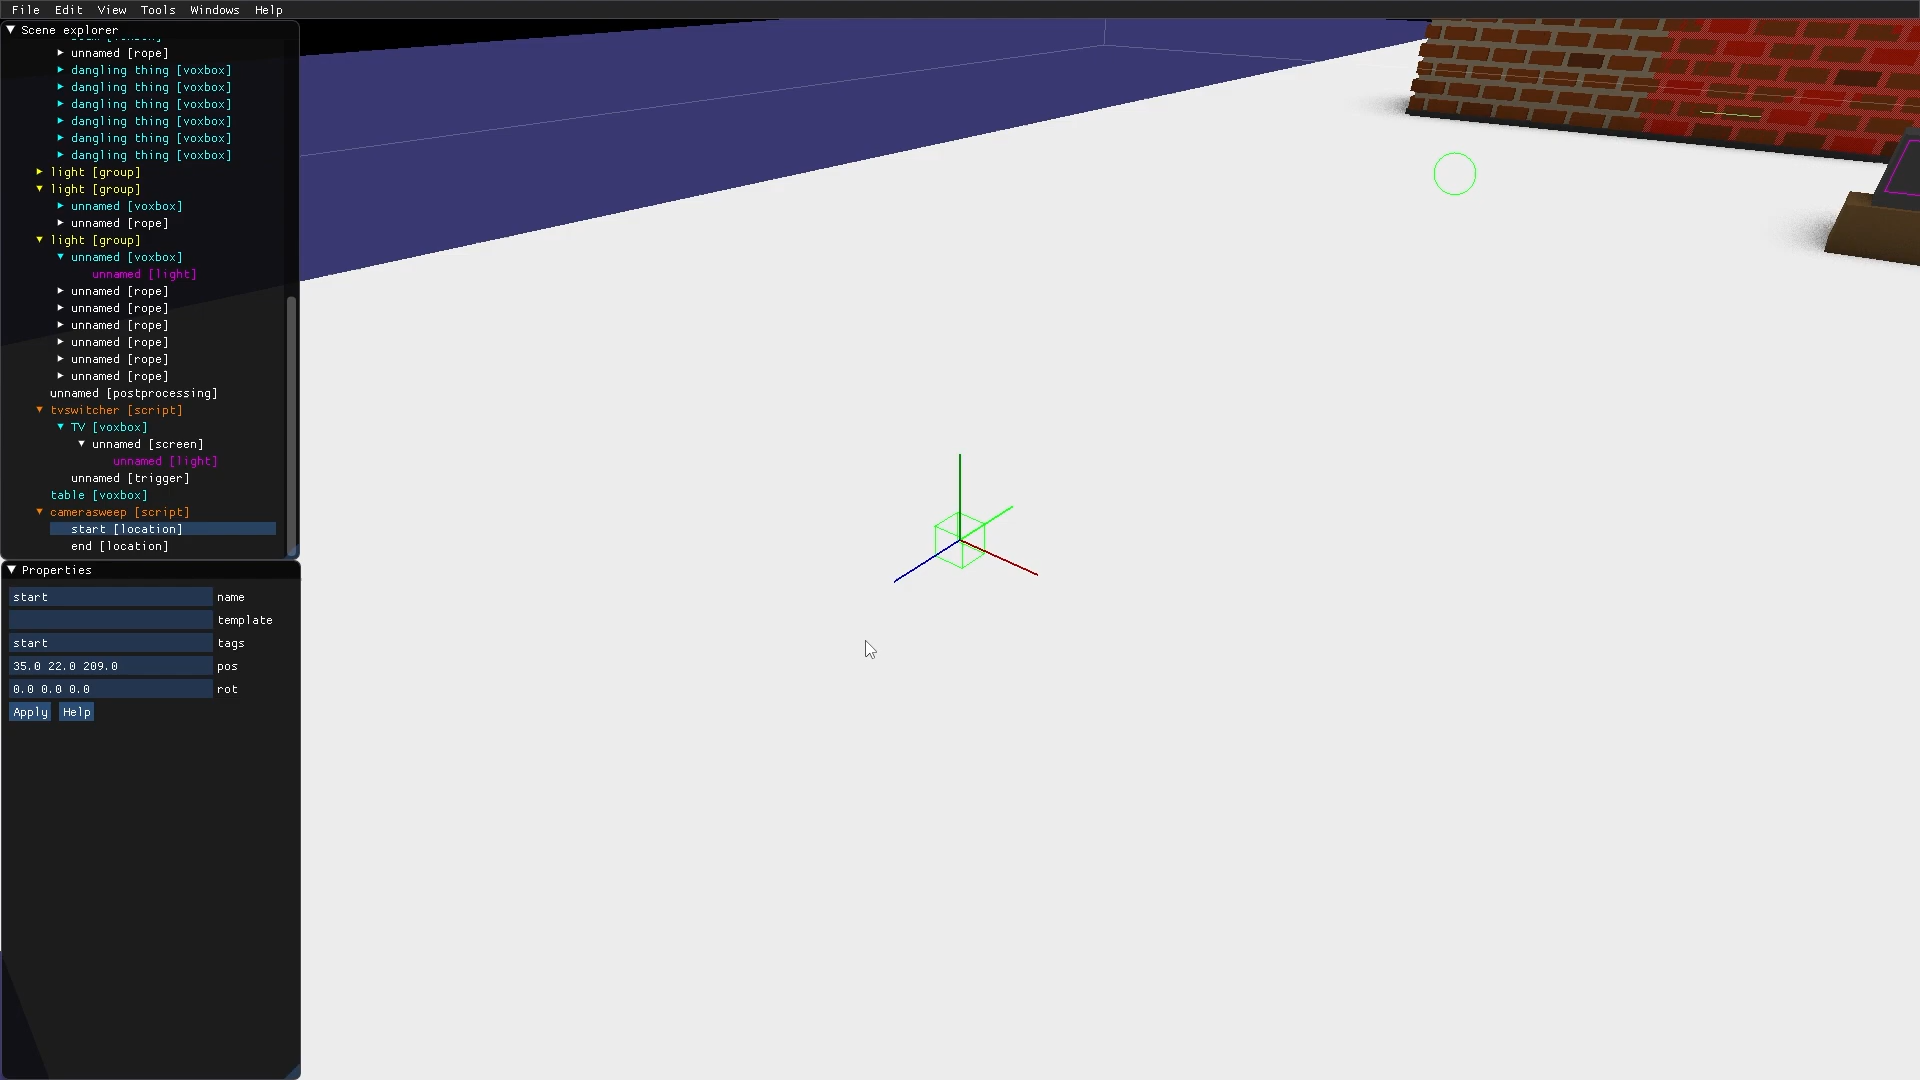 File Edit View Tools Windows Help
Scene explorer
unnamed [rope]
dangling thing [voxbox]
dangling thing [voxbox]
dangling thing [voxbox]
dangling thing [voxbox]
dangling thing [voxbox]
dangling thing [voxbox]
light [group]
light [group]
unnamed [voxbox]
unnamed [rope]
light [group]
unnamed [voxbox]
unnamed [light]
unnamed [rope]
unnamed [rope]
unnamed [rope]
unnamed [rope]
unnamed [rope]
unnamed [rope]
unnamed [postprocessing]
tvswitcher [script]
TV [voxbox]
unnamed [screen]
unnamed [light]
unnamed [trigger]
table [voxbox]
camerasweep [script]
start [location]
end [location]
Properties
start name
template
start tags
35.0 22.0 209.0 pos
0.0 0.0 0.0 rot
Apply Help